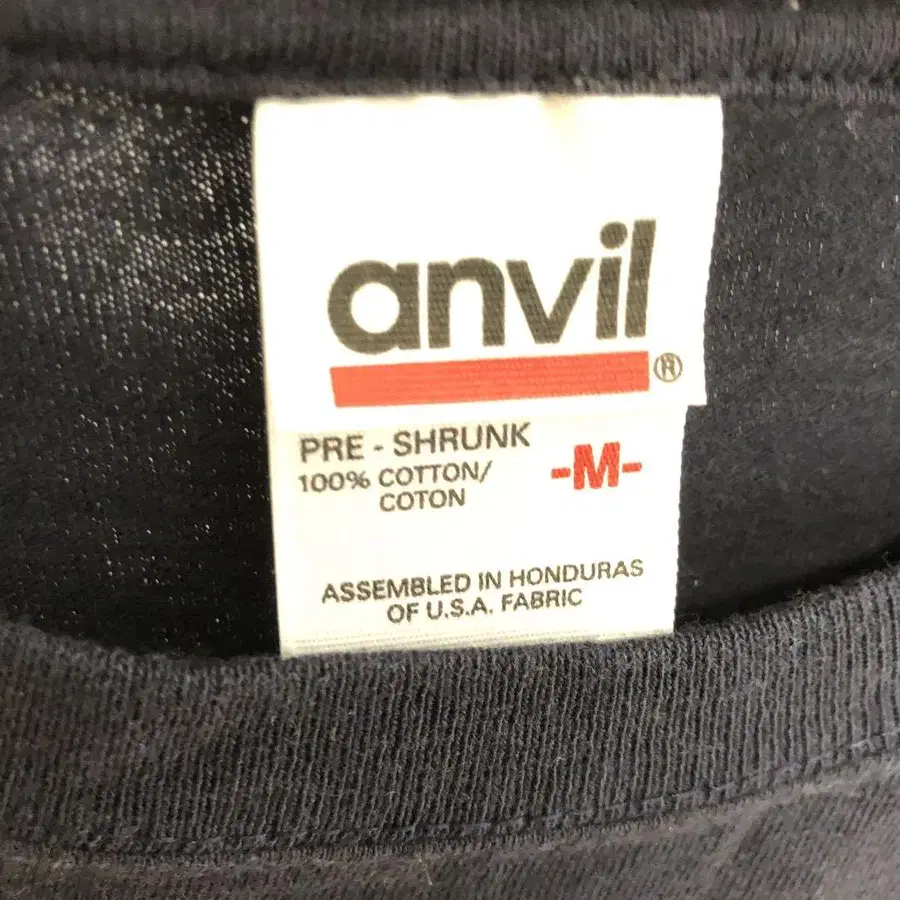 anvil®
PRE - SHRUNK
100% COTTON/
COTON
-M-
ASSEMBLED IN HONDURAS
OF U.S.A. FABRIC